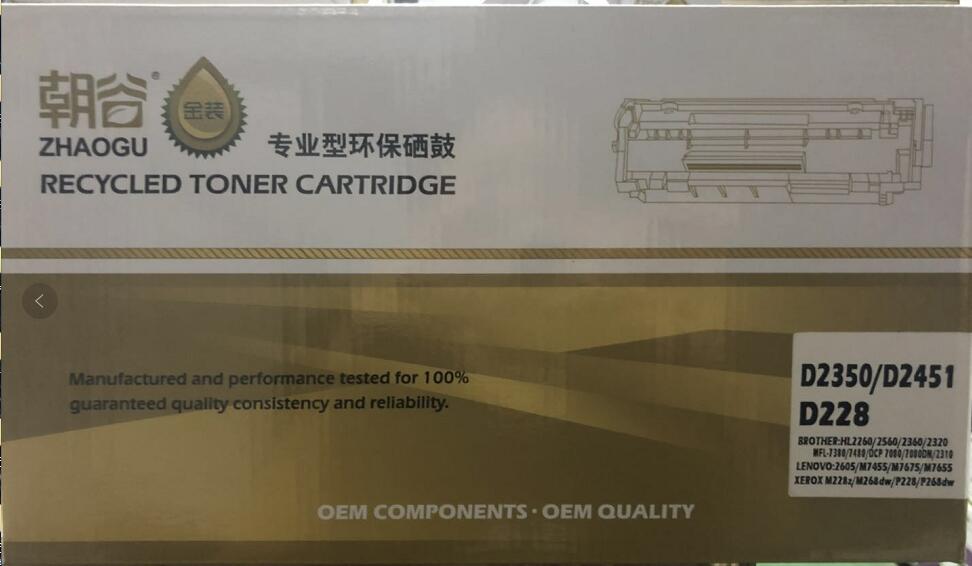 朝谷®
金装
ZHAOGU
专业型环保硒鼓
RECYCLED TONER CARTRIDGE
Manufactured and performance tested for 100%
guaranteed quality consistency and reliability.
D2350/D2451
D228
BROTHER:HL2260/2560/2360/2320
MFL-7380/7480/DCP 7080/7080DN/2310
LENOVO:2605/M7455/M7675/M7655
XEROX M228z/M268dw/P228/P268dw
OEM COMPONENTS·OEM QUALITY